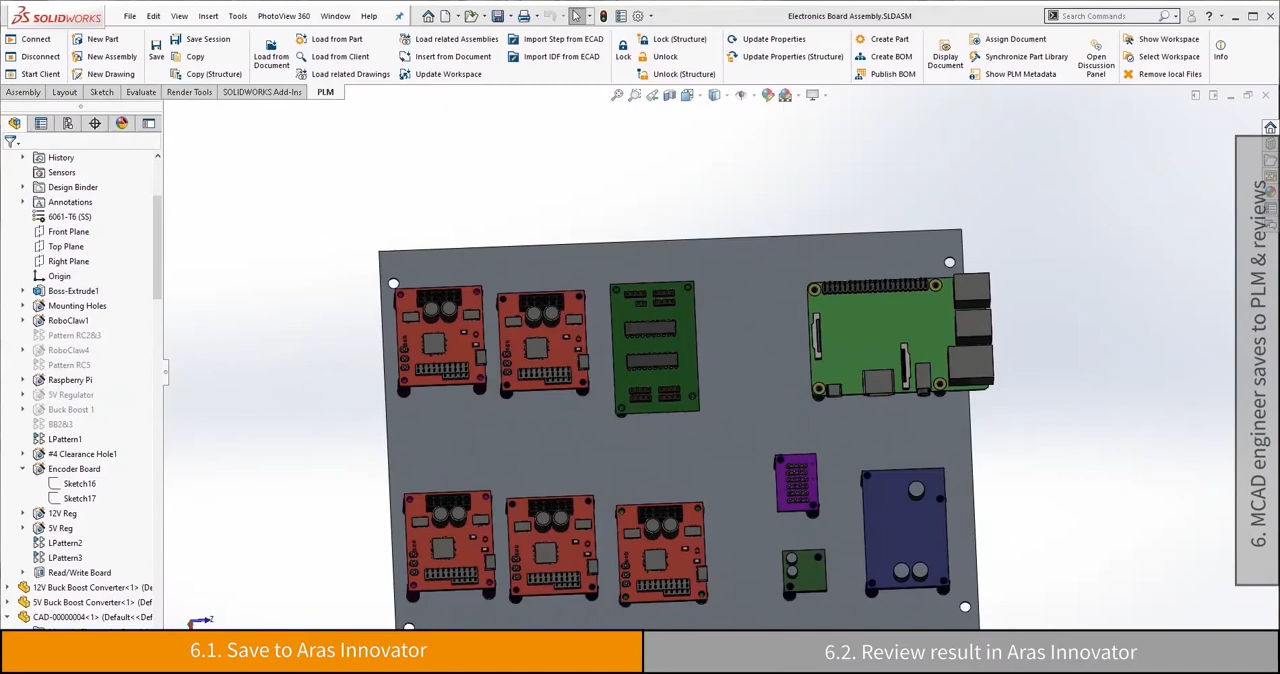 SOLIDWORKS
File Edit View Insert Tools PhotoView 360 Window Help
Electronics Board Assembly.SLDASM
Search Commands
Connect
Disconnect
Start Client
New Part
New Assembly
New Drawing
Save
Save Session
Copy
Copy (Structure)
Load from Document
Load from Part
Load from Client
Load related Drawings
Load related Assemblies
Insert from Document
Update Workspace
Import Step from ECAD
Import IDF from ECAD
Lock
Lock (Structure)
Unlock
Unlock (Structure)
Update Properties
Update Properties (Structure)
Create Part
Create BOM
Publish BOM
Display Document
Assign Document
Synchronize Part Library
Show PLM Metadata
Open Discussion Panel
Show Workspace
Select Workspace
Remove local Files
Info
Assembly Layout Sketch Evaluate Render Tools SOLIDWORKS Add-Ins PLM
History
Sensors
Design Binder
Annotations
6061-T6 (SS)
Front Plane
Top Plane
Right Plane
Origin
Boss-Extrude1
Mounting Holes
RoboClaw1
Pattern RC2&3
RoboClaw4
Pattern RC5
Raspberry Pi
5V Regulator
Buck Boost 1
BB2&3
LPattern1
#4 Clearance Hole1
Encoder Board
Sketch16
Sketch17
12V Reg
5V Reg
LPattern2
LPattern3
Read/Write Board
12V Buck Boost Converter<1> (De
5V Buck Boost Converter<1> (Def
CAD-00000004<1> (Default<<Def
Z
6. MCAD engineer saves to PLM & reviews
6.1. Save to Aras Innovator
6.2. Review result in Aras Innovator